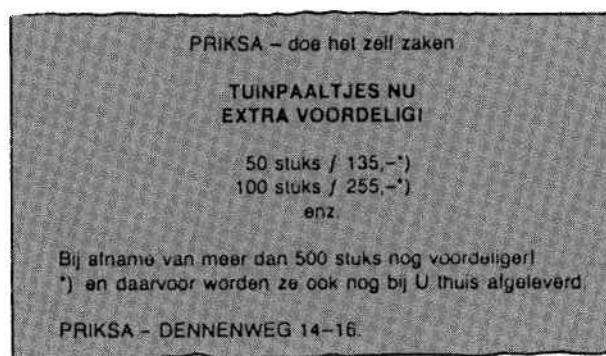 PRIKSA – doe het zelf zaken
TUINPAALTJES NU
EXTRA VOORDELIG!
50 stuks ƒ 135,–*)
100 stuks ƒ 255,–*)
enz.
Bij afname van meer dan 500 stuks nog voordeliger!
*) en daarvoor worden ze ook nog bij U thuis afgeleverd.
PRIKSA – DENNENWEG 14–16.